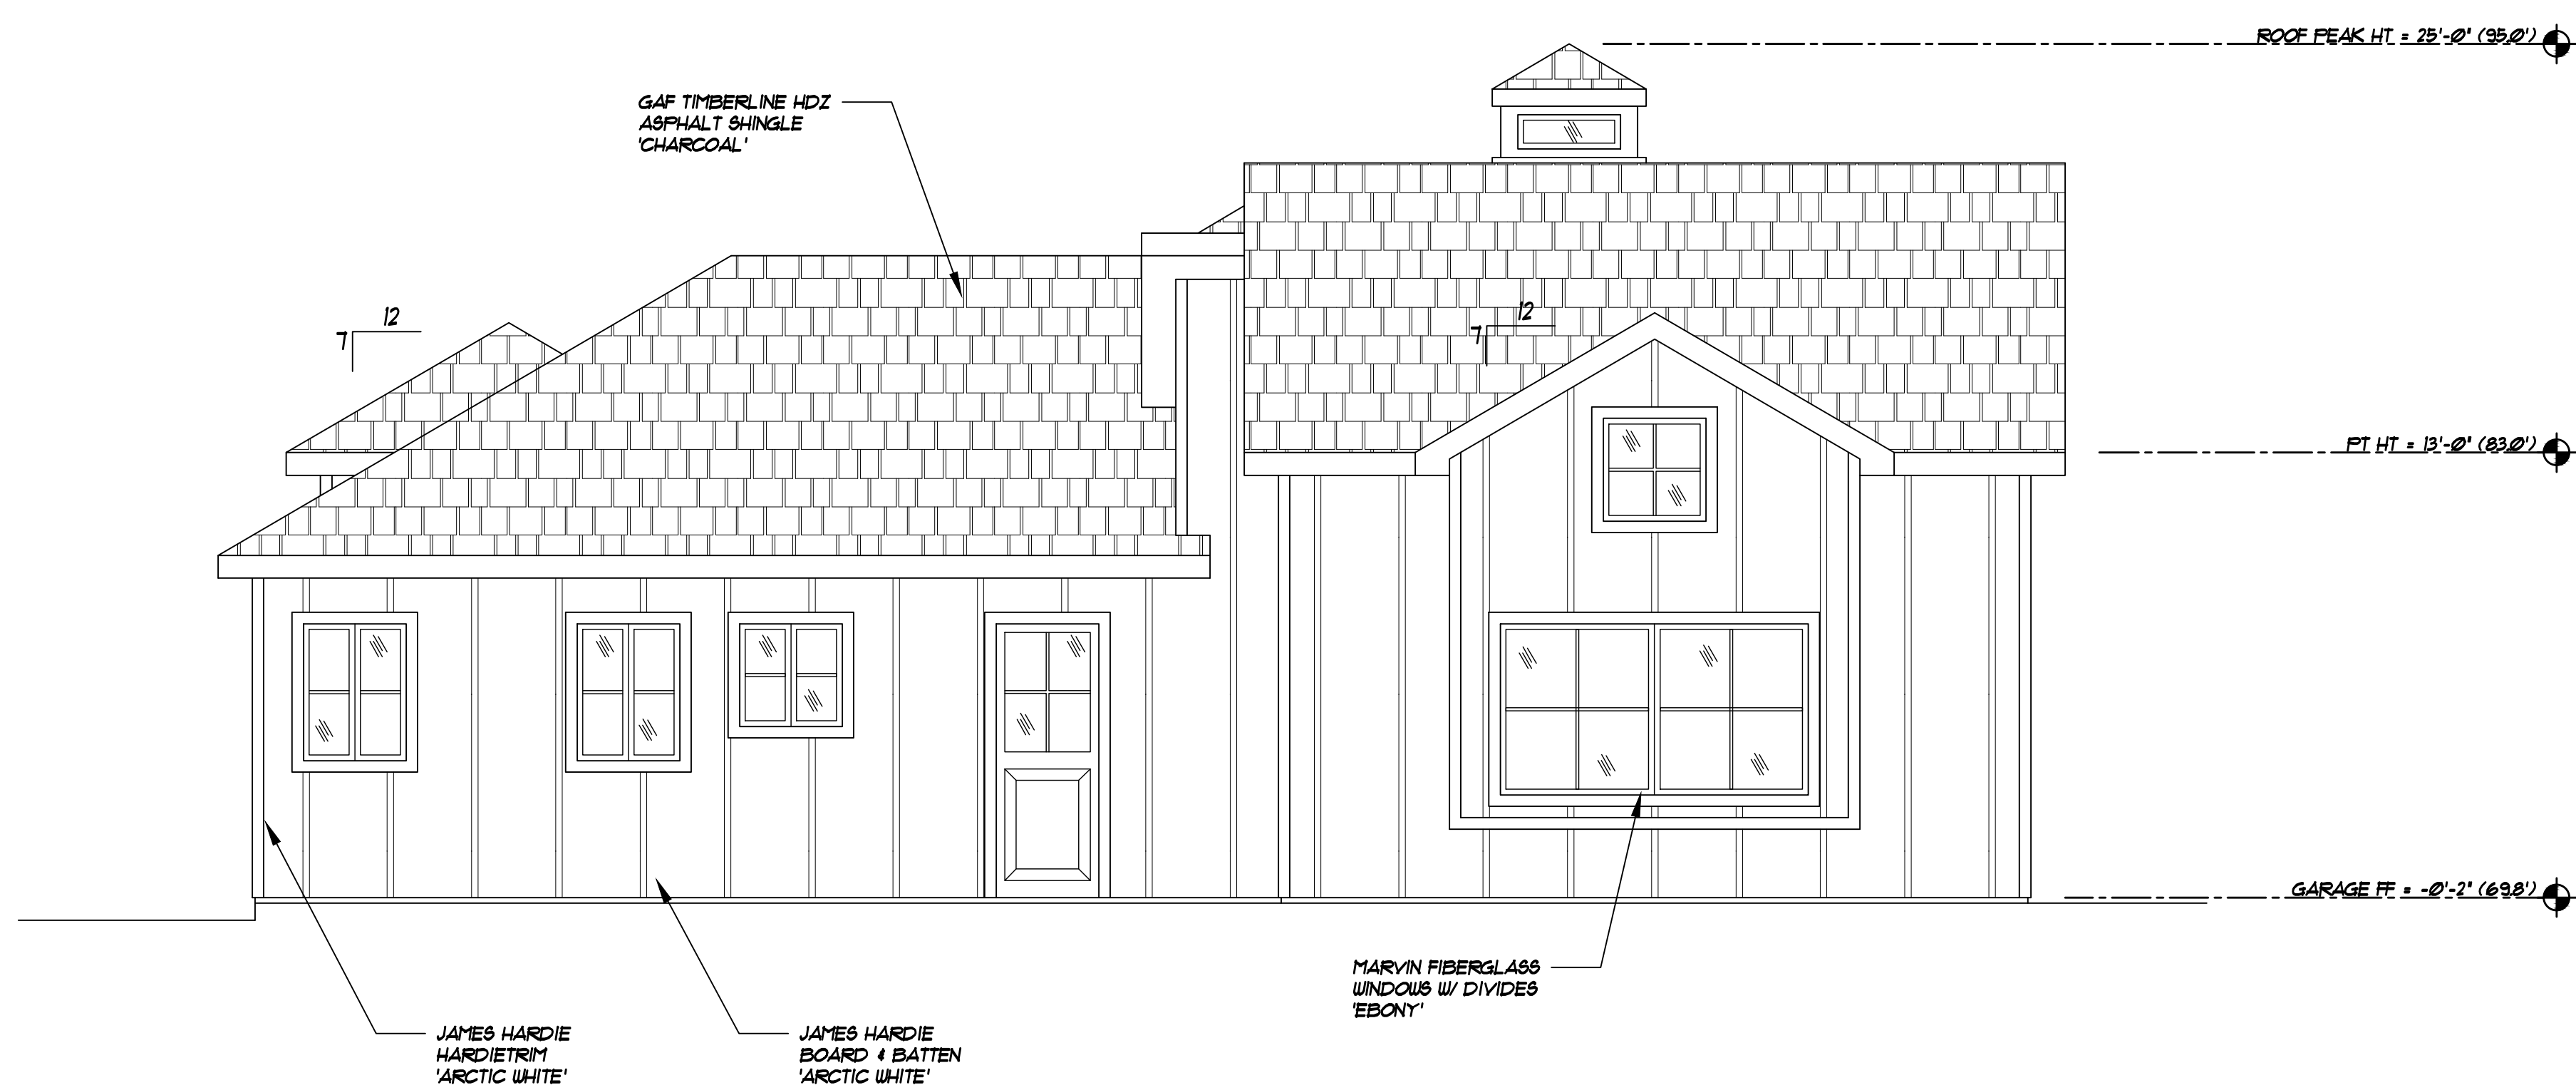 ROOF PEAK HT = 25'-0" (95.0')
GAF TIMBERLINE HDZ
ASPHALT SHINGLE
'CHARCOAL'
12
7
12
7
PT HT = 13'-0" (83.0')
GARAGE FF = -0'-2" (69.8')
MARVIN FIBERGLASS
WINDOWS W/ DIVIDES
'EBONY'
JAMES HARDIE
HARDIETRIM
'ARCTIC WHITE'
JAMES HARDIE
BOARD & BATTEN
'ARCTIC WHITE'